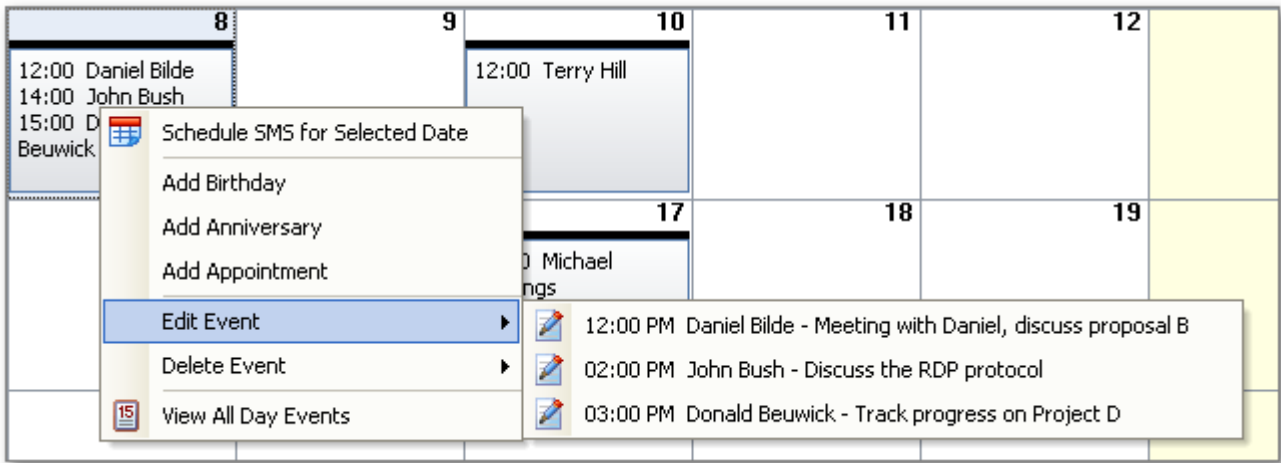 8
9
10
11
12
12:00 Daniel Bilde
14:00 John Bush
15:00 D
Beuwick
12:00 Terry Hill
Schedule SMS for Selected Date
Add Birthday
Add Anniversary
Add Appointment
Edit Event
Delete Event
15 View All Day Events
17
18
19
Michael
ngs
12:00 PM Daniel Bilde - Meeting with Daniel, discuss proposal B
02:00 PM John Bush - Discuss the RDP protocol
03:00 PM Donald Beuwick - Track progress on Project D